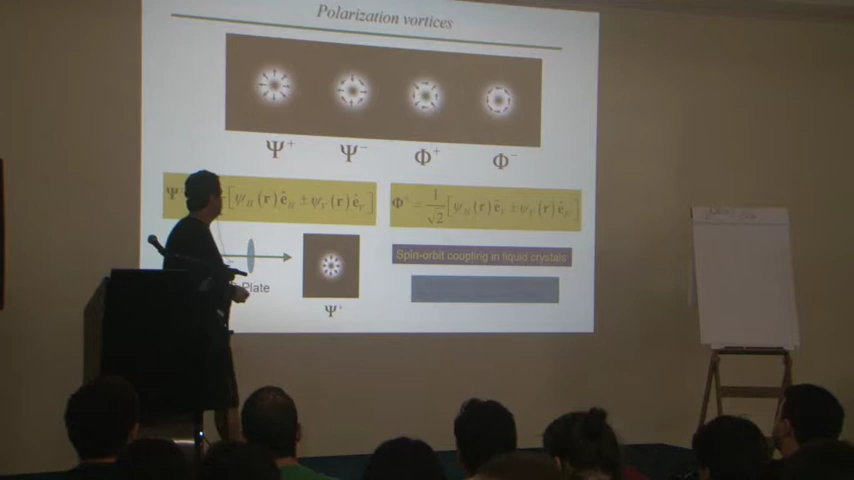 Polarization vortices
Ψ⁺ Ψ⁻ Φ⁺ Φ⁻
[ψ_H(r)ê_H ± ψ_V(r)ê_V]
Φ^± = 1/√2 [ψ_H(r)ê_V ± ψ_V(r)ê_H]
Spin-orbit coupling in liquid crystals
Plate
Ψ⁺